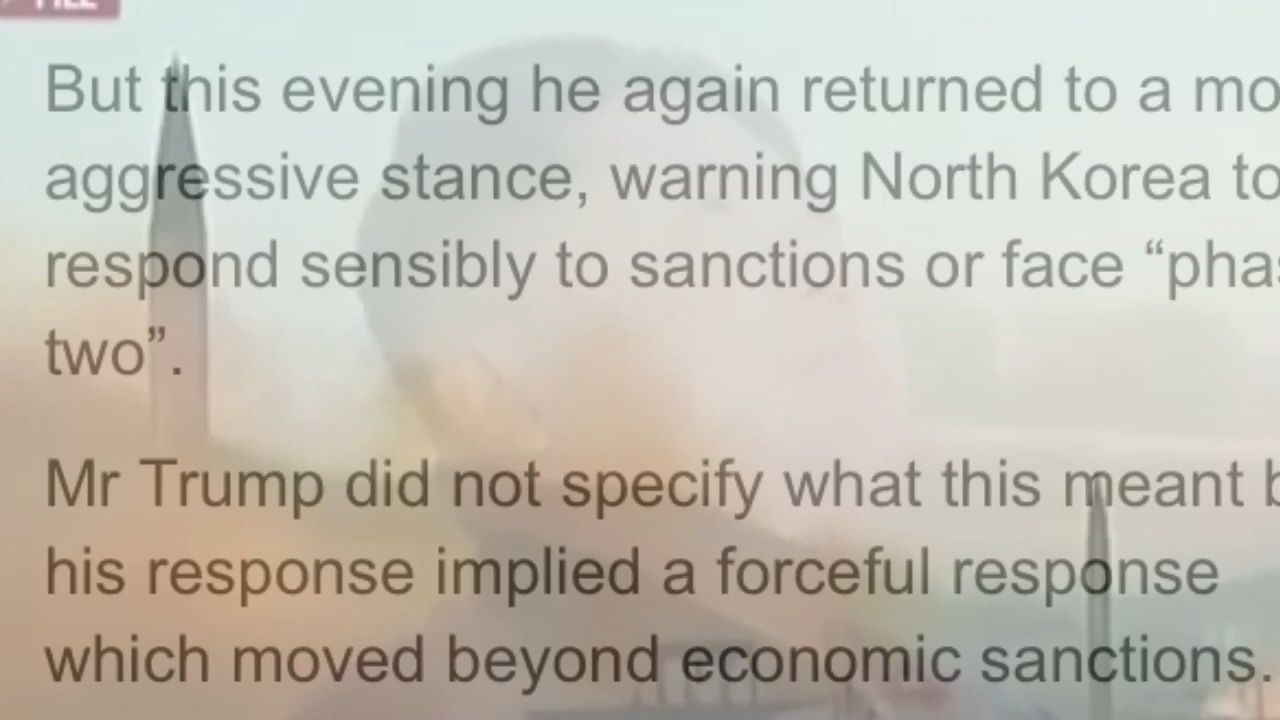 FILE
But this evening he again returned to a mo
aggressive stance, warning North Korea to
respond sensibly to sanctions or face “phas
two”.
Mr Trump did not specify what this meant b
his response implied a forceful response
which moved beyond economic sanctions.